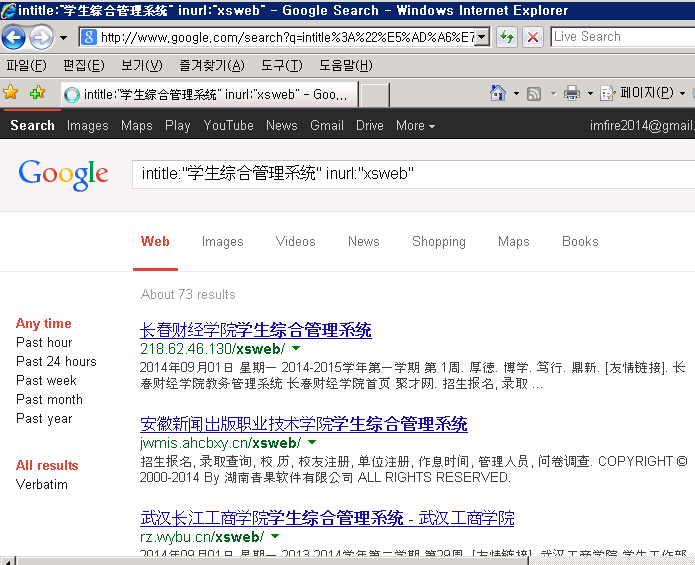 intitle:"学生综合管理系统" inurl:"xsweb" - Google Search - Windows Internet Explorer
http://www.google.com/search?q=intitle%3A%22%E5%AD%A6%E7
Live Search
파일(F) 편집(E) 보기(V) 즐겨찾기(A) 도구(T) 도움말(H)
intitle:"学生综合管理系统" inurl:"xsweb" - Goo...
페이지(P)
Search Images Maps Play YouTube News Gmail Drive More imfire2014@gmail.
Google
intitle:"学生综合管理系统" inurl:"xsweb"
Web Images Videos News Shopping Maps Books
About 73 results
Any time
Past hour
Past 24 hours
Past week
Past month
Past year
All results
Verbatim
长春财经学院学生综合管理系统
218.62.46.130/xsweb/
2014年09月01日 星期一 2014-2015学年第一学期 第 1周. 厚德. 博学. 笃行. 鼎新. [友情链接]. 长
春财经学院教务管理系统 长春财经学院首页 聚才网. 招生报名, 录取 ...
安徽新闻出版职业技术学院学生综合管理系统
jwmis.ahcbxy.cn/xsweb/
招生报名, 录取查询, 校 历, 校友注册, 单位注册, 作息时间, 管理人员, 问卷调查. COPYRIGHT ©
2000-2014 By 湖南青果软件有限公司 ALL RIGHTS RESERVED.
武汉长江工商学院学生综合管理系统 - 武汉工商学院
rz.wybu.cn/xsweb/
2014年09月01日 星期一 2013-2014学年第二学期 第29周. [友情链接]. 武汉工商学院 学生工作部